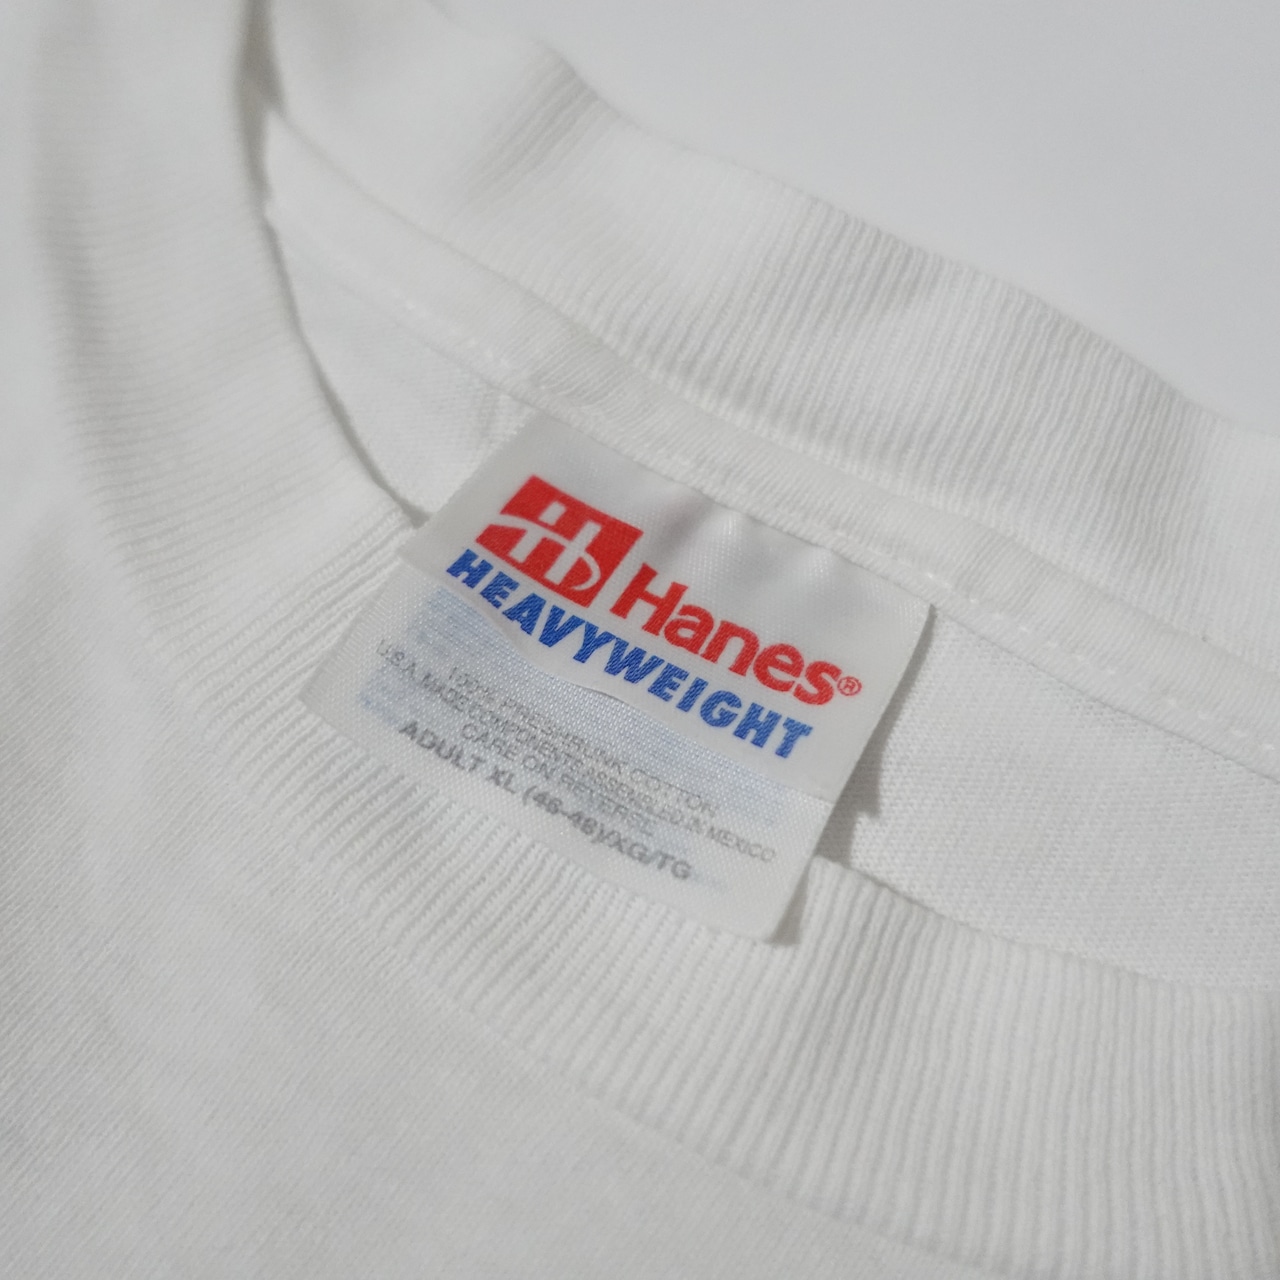 Hanes®
HEAVYWEIGHT
100% PRESHRUNK COTTON
U.S.A. MADE COMPONENTS ASSEMBLED IN MEXICO
CARE ON REVERSE
ADULT XL (46-48)/XG/TG